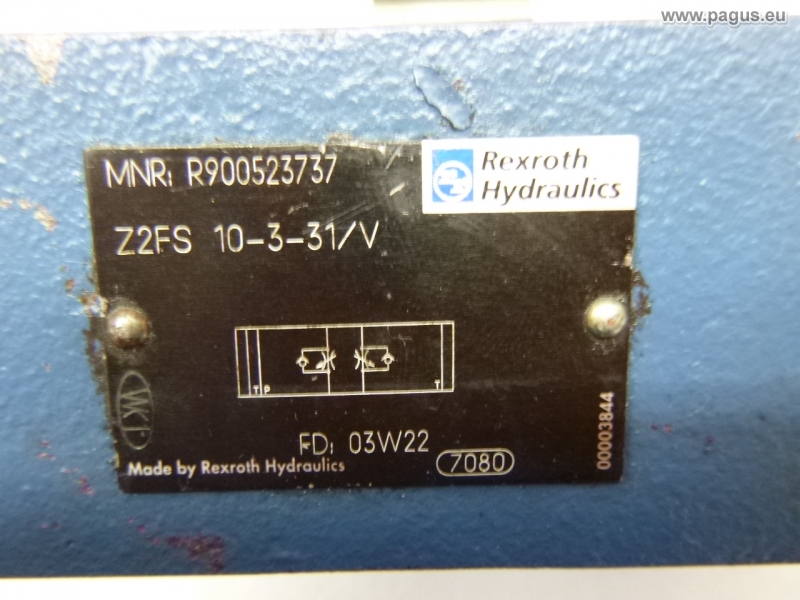 www.pagus.eu
MNR: R900523737
Rexroth
Hydraulics
Z2FS 10-3-31/V
T P
T
WKI
FD: 03W22
Made by Rexroth Hydraulics
7080
00003844